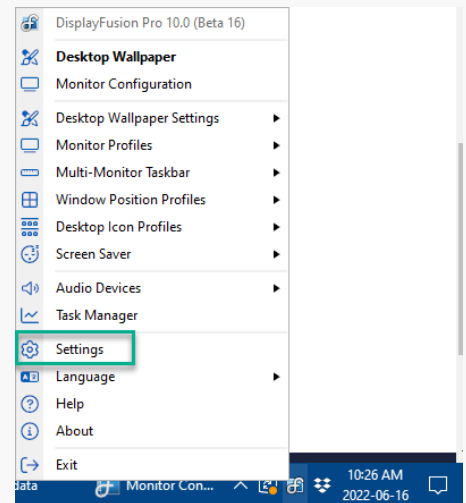 DisplayFusion Pro 10.0 (Beta 16)
Desktop Wallpaper
Monitor Configuration
Desktop Wallpaper Settings
Monitor Profiles
Multi-Monitor Taskbar
Window Position Profiles
Desktop Icon Profiles
Screen Saver
Audio Devices
Task Manager
Settings
Language
Help
About
Exit
data
Monitor Con...
10:26 AM
2022-06-16